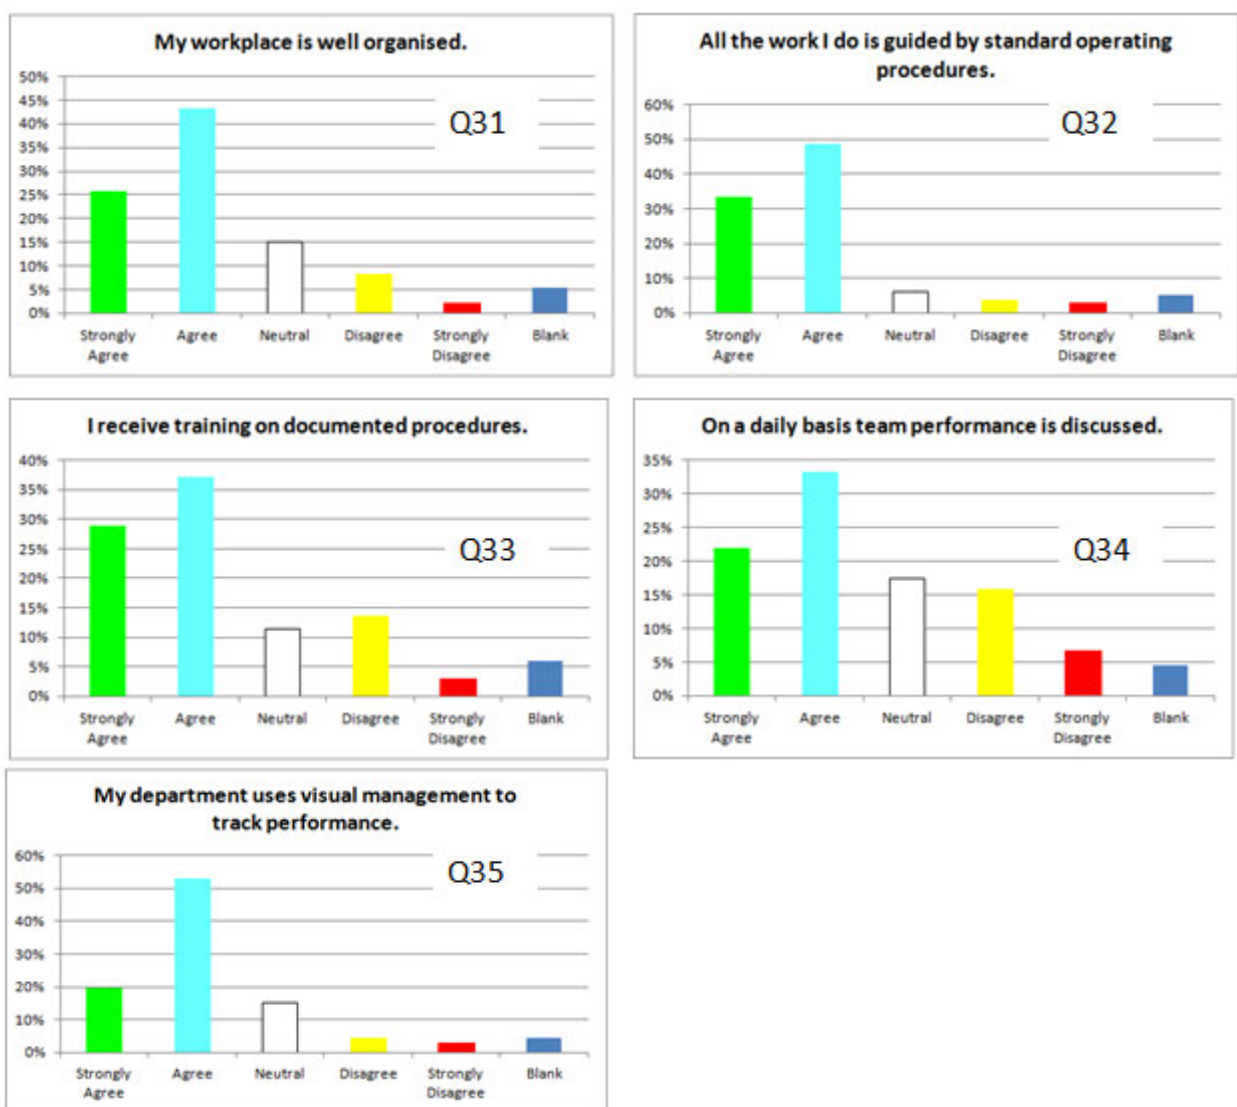 My workplace is well organised.
50%
45%
40%
35%
30%
25%
20%
15%
10%
5%
0%
Q31
Strongly Agree Neutral Disagree Strongly Blank
Agree Disagree
All the work I do is guided by standard operating
procedures.
60%
50%
40%
30%
20%
10%
0%
Q32
Strongly Agree Neutral Disagree Strongly Blank
Agree Disagree
I receive training on documented procedures.
40%
35%
30%
25%
20%
15%
10%
5%
0%
Q33
Strongly Agree Neutral Disagree Strongly Blank
Agree Disagree
On a daily basis team performance is discussed.
35%
30%
25%
20%
15%
10%
5%
0%
Q34
Strongly Agree Neutral Disagree Strongly Blank
Agree Disagree
My department uses visual management to
track performance.
60%
50%
40%
30%
20%
10%
0%
Q35
Strongly Agree Neutral Disagree Strongly Blank
Agree Disagree